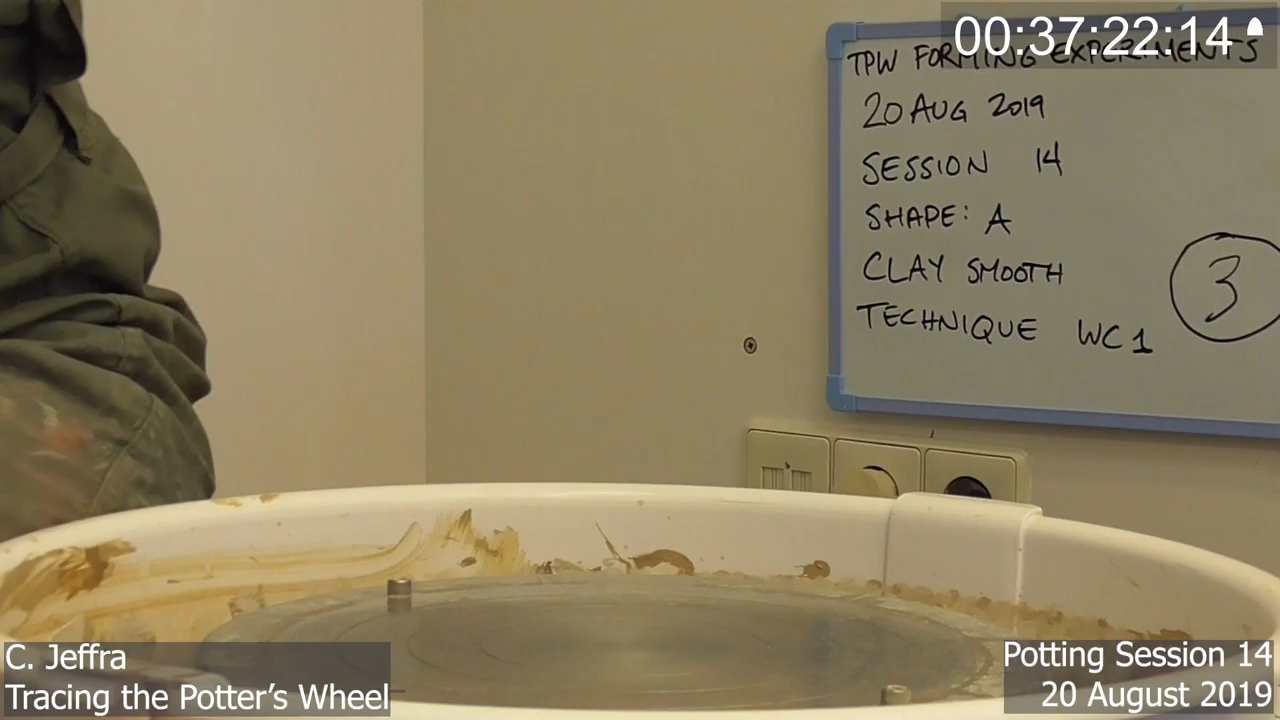 00:37:22:14
TPW FORMING EXPERIMENTS
20 AUG 2019
SESSION 14
SHAPE: A
CLAY SMOOTH
TECHNIQUE WC1
3
C. Jeffra
Tracing the Potter's Wheel
Potting Session 14
20 August 2019